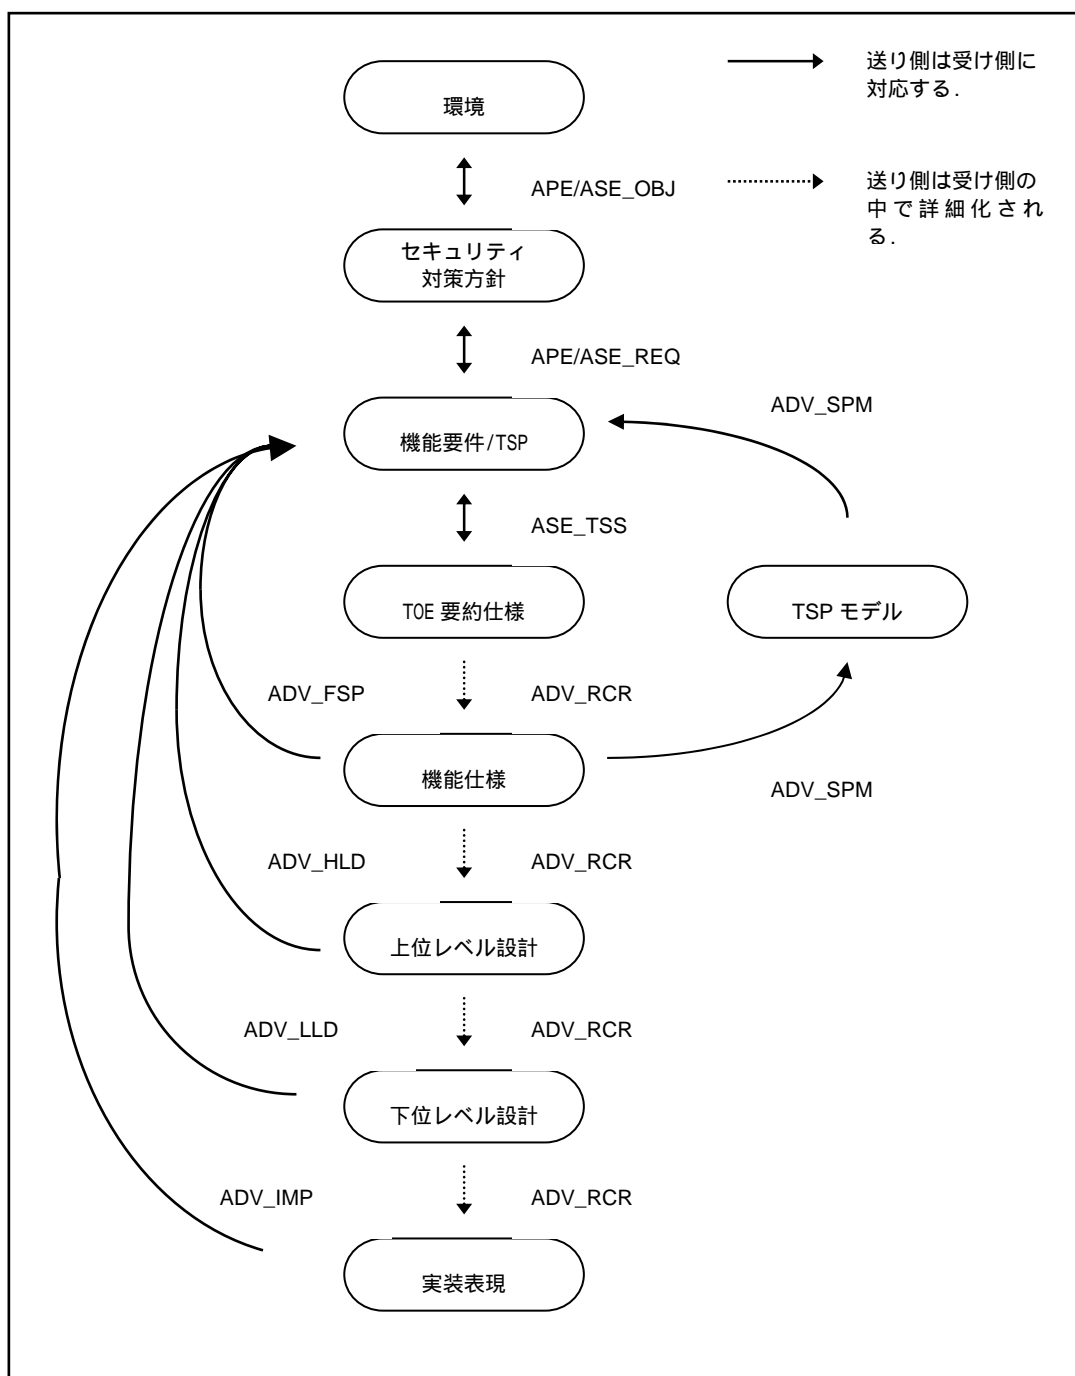 環境
送り側は受け側に
対応する.
APE/ASE_OBJ
送り側は受け側の
中で詳細化され
る.
セキュリティ
対策方針
APE/ASE_REQ
ADV_SPM
機能要件/TSP
ASE_TSS
TOE 要約仕様
TSP モデル
ADV_FSP
ADV_RCR
機能仕様
ADV_SPM
ADV_HLD
ADV_RCR
上位レベル設計
ADV_LLD
ADV_RCR
下位レベル設計
ADV_IMP
ADV_RCR
実装表現